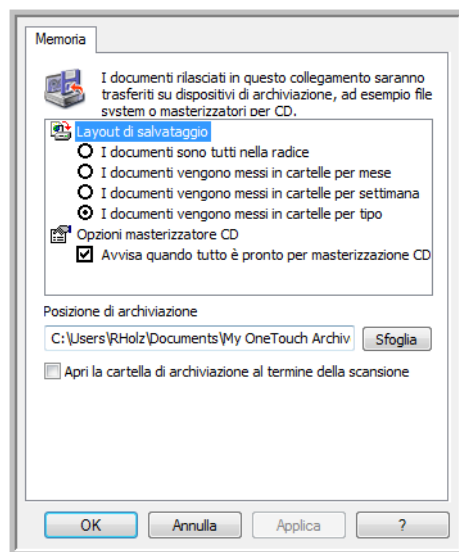 Memoria
I documenti rilasciati in questo collegamento saranno
trasferiti su dispositivi di archiviazione, ad esempio file
system o masterizzatori per CD.
Layout di salvataggio
I documenti sono tutti nella radice
I documenti vengono messi in cartelle per mese
I documenti vengono messi in cartelle per settimana
I documenti vengono messi in cartelle per tipo
Opzioni masterizzatore CD
Avvisa quando tutto è pronto per masterizzazione CD
Posizione di archiviazione
C:\Users\RHolz\Documents\My OneTouch Archiv Sfoglia
Apri la cartella di archiviazione al termine della scansione
OK Annulla Applica ?